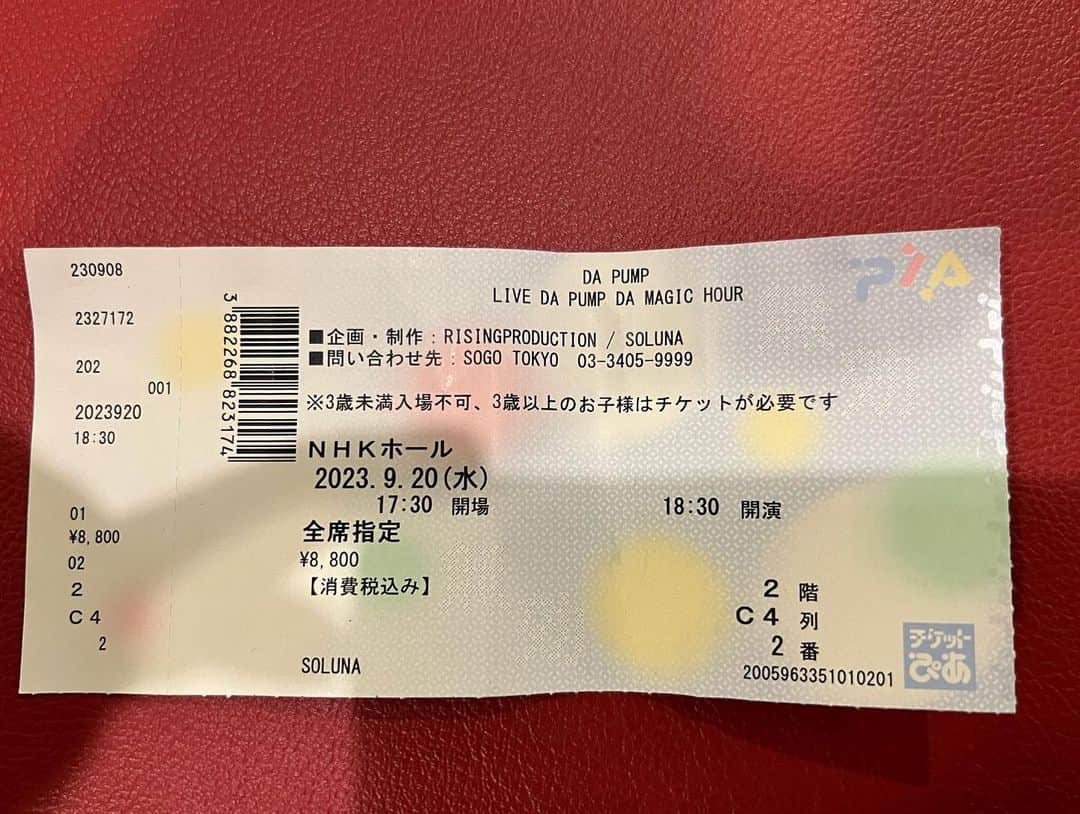 230908
2327172
202
001
2023920
18:30
01
¥8,800
02
2
C4
2
3882268823174
DA PUMP
LIVE DA PUMP DA MAGIC HOUR
PIA
■企画・制作：RISINGPRODUCTION / SOLUNA
■問い合わせ先：SOGO TOKYO 03-3405-9999
※3歳未満入場不可、3歳以上のお子様はチケットが必要です
NHKホール
2023. 9. 20(水)
17:30 開場 18:30 開演
全席指定
¥8,800
【消費税込み】
2 階
C4 列
2 番
SOLUNA
2005963351010201
チケット
ぴあ